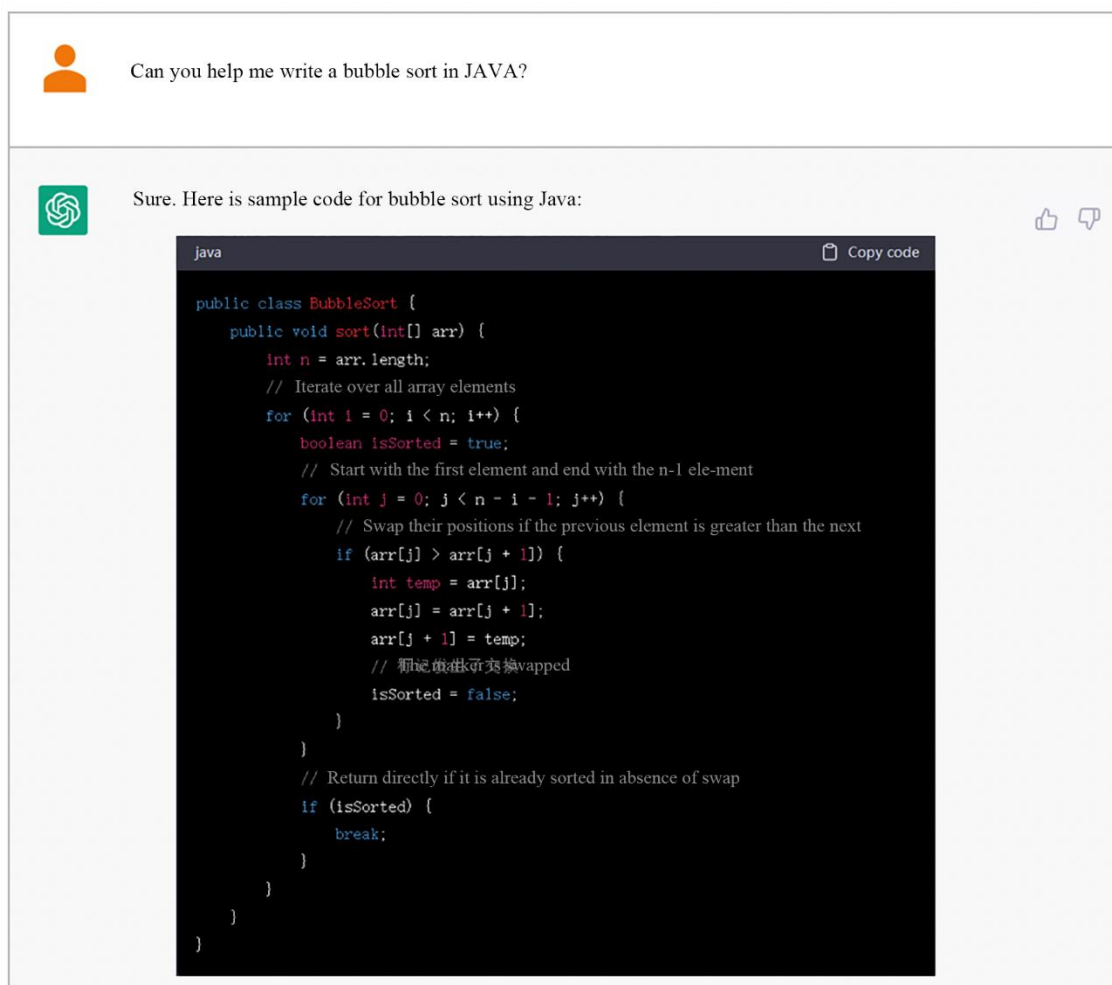 Can you help me write a bubble sort in JAVA?
Sure. Here is sample code for bubble sort using Java:
java Copy code
public class BubbleSort {
public void sort(int[] arr) {
int n = arr.length;
// Iterate over all array elements
for (int i = 0; i < n; i++) {
boolean isSorted = true;
// Start with the first element and end with the n-1 ele-ment
for (int j = 0; j < n - i - 1; j++) {
// Swap their positions if the previous element is greater than the next
if (arr[j] > arr[j + 1]) {
int temp = arr[j];
arr[j] = arr[j + 1];
arr[j + 1] = temp;
// The marker is swapped
isSorted = false;
}
}
// Return directly if it is already sorted in absence of swap
if (isSorted) {
break;
}
}
}
}